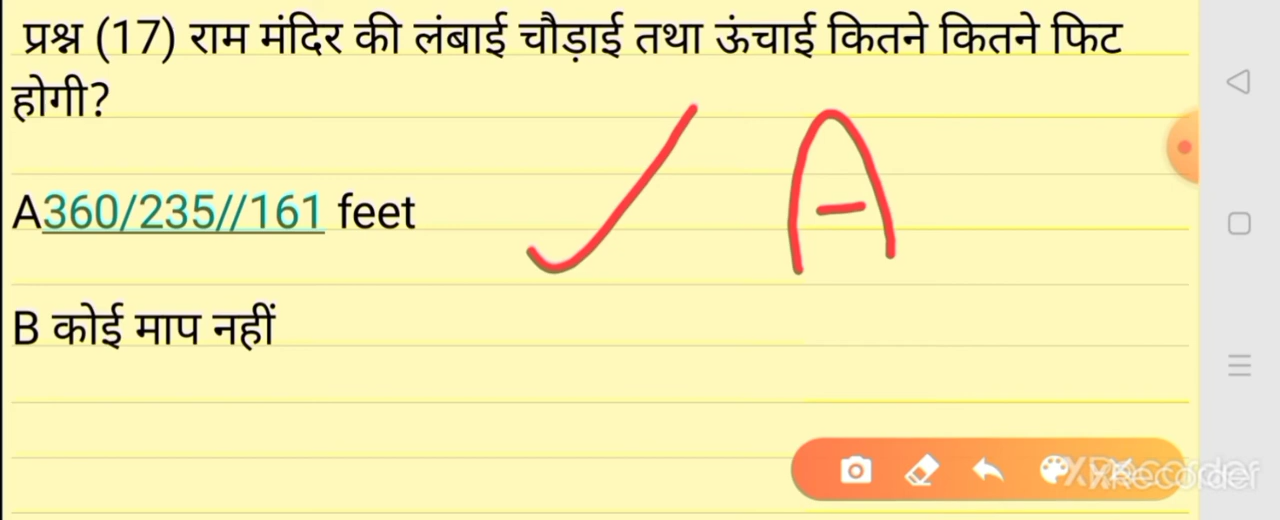 प्रश्न (17) राम मंदिर की लंबाई चौड़ाई तथा ऊंचाई कितने कितने फिट
होगी?
A360/235//161 feet
A
B कोई माप नहीं
XRecorder